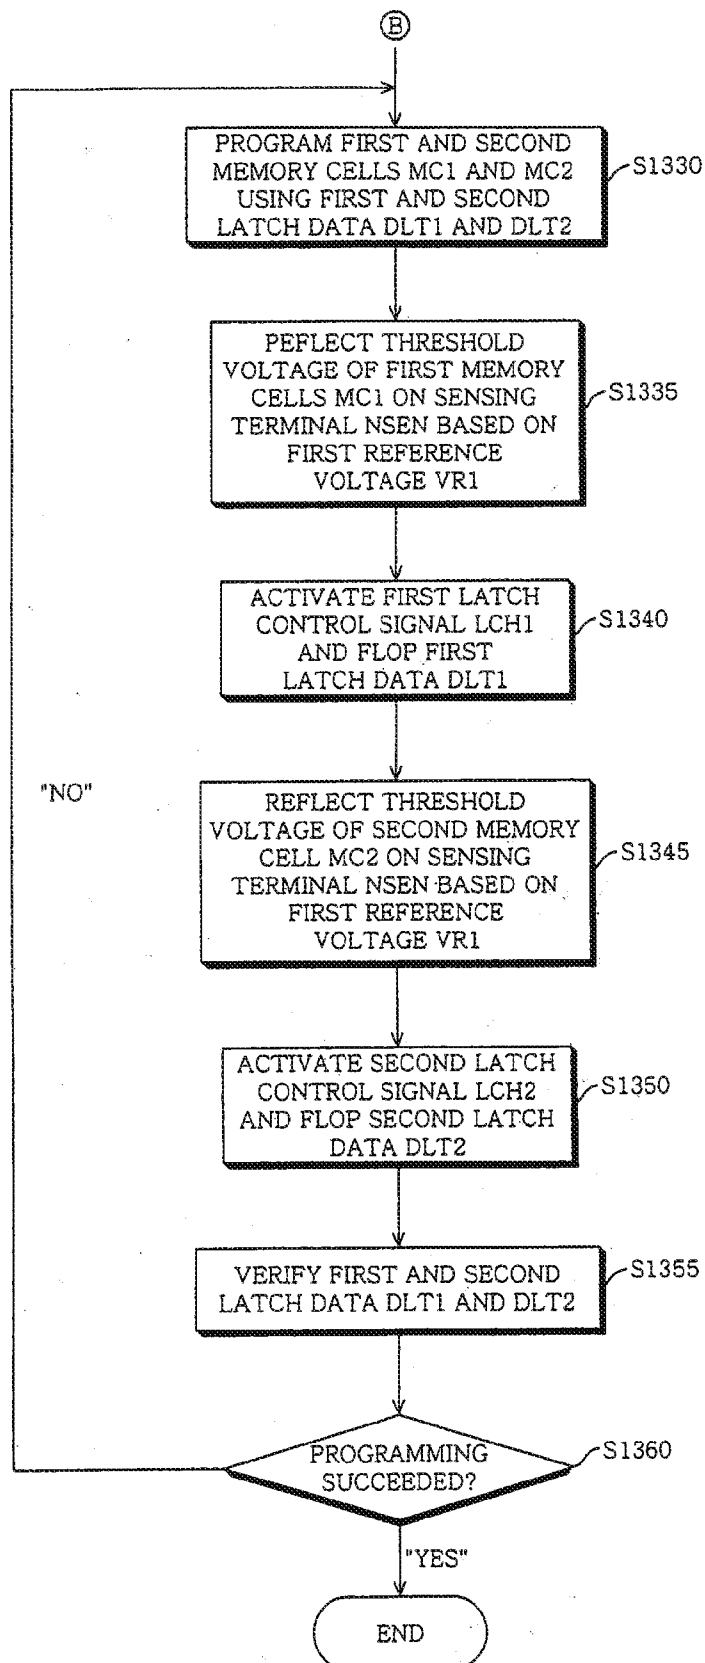 B
PROGRAM FIRST AND SECOND
MEMORY CELLS MC1 AND MC2
USING FIRST AND SECOND
LATCH DATA DLT1 AND DLT2
S1330
PEFLECT THRESHOLD
VOLTAGE OF FIRST MEMORY
CELLS MC1 ON SENSING
TERMINAL NSEN BASED ON
FIRST REFERENCE
VOLTAGE VR1
S1335
ACTIVATE FIRST LATCH
CONTROL SIGNAL LCH1
AND FLOP FIRST
LATCH DATA DLT1
S1340
"NO"
REFLECT THRESHOLD
VOLTAGE OF SECOND MEMORY
CELL MC2 ON SENSING
TERMINAL NSEN BASED ON
FIRST REFERENCE
VOLTAGE VR1
S1345
ACTIVATE SECOND LATCH
CONTROL SIGNAL LCH2
AND FLOP SECOND LATCH
DATA DLT2
S1350
VERIFY FIRST AND SECOND
LATCH DATA DLT1 AND DLT2
S1355
PROGRAMMING
SUCCEEDED?
S1360
"YES"
END